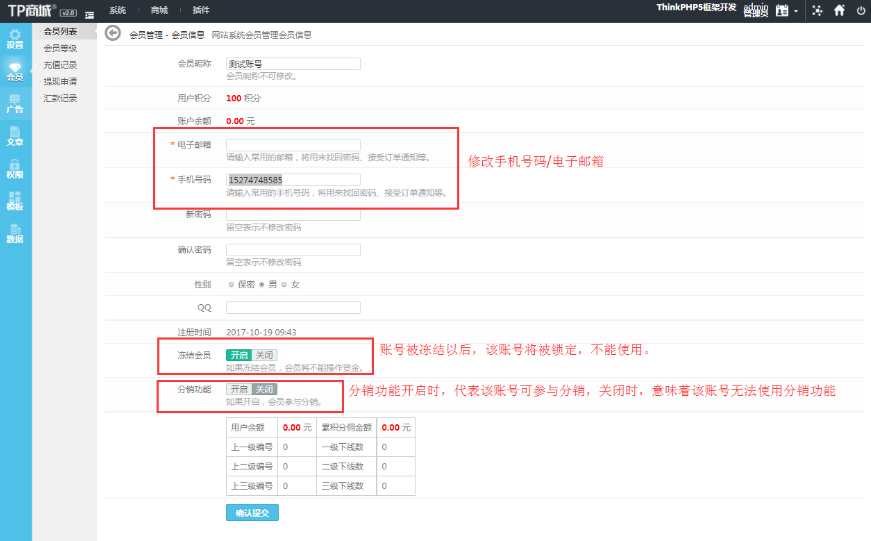 TP商城 v2.0 系统 商城 插件 ThinkPHP5框架开发 admin
管理员
设置
会员
广告
文章
权限
模板
数据
会员列表
会员等级
充值记录
提现申请
汇款记录
会员管理 - 会员信息 网站系统会员管理会员信息
会员昵称 测试账号
会员昵称不可修改。
用户积分 100 积分
账户余额 0.00 元
* 电子邮箱
请输入常用的邮箱，将用来找回密码、接受订单通知等。
修改手机号码/电子邮箱
* 手机号码 15274748585
请输入常用的手机号码，将用来找回密码、接受订单通知等。
新密码
留空表示不修改密码
确认密码
留空表示不修改密码
性别 保密 男 女
QQ
注册时间 2017-10-19 09:43
冻结会员 开启 关闭
如果冻结会员，会员将不能操作资金。
账号被冻结以后，该账号将被锁定，不能使用。
分销功能 开启 关闭
如果开启，会员参与分销。
分销功能开启时，代表该账号可参与分销，关闭时，意味着该账号无法使用分销功能
用户余额 0.00 元 累积分佣金额 0.00 元
上一级编号 0 一级下线数 0
上二级编号 0 二级下线数 0
上三级编号 0 三级下线数 0
确认提交